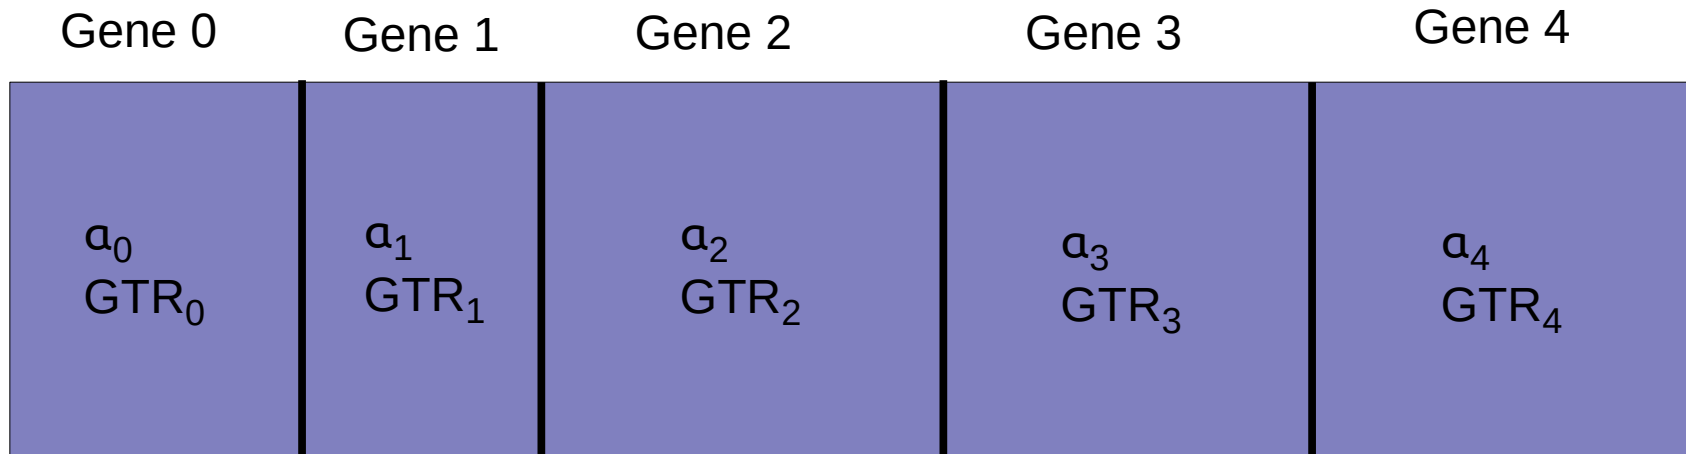 Gene 0 Gene 1 Gene 2 Gene 3 Gene 4
α₀ α₁ α₂ α₃ α₄
GTR₀ GTR₁ GTR₂ GTR₃ GTR₄